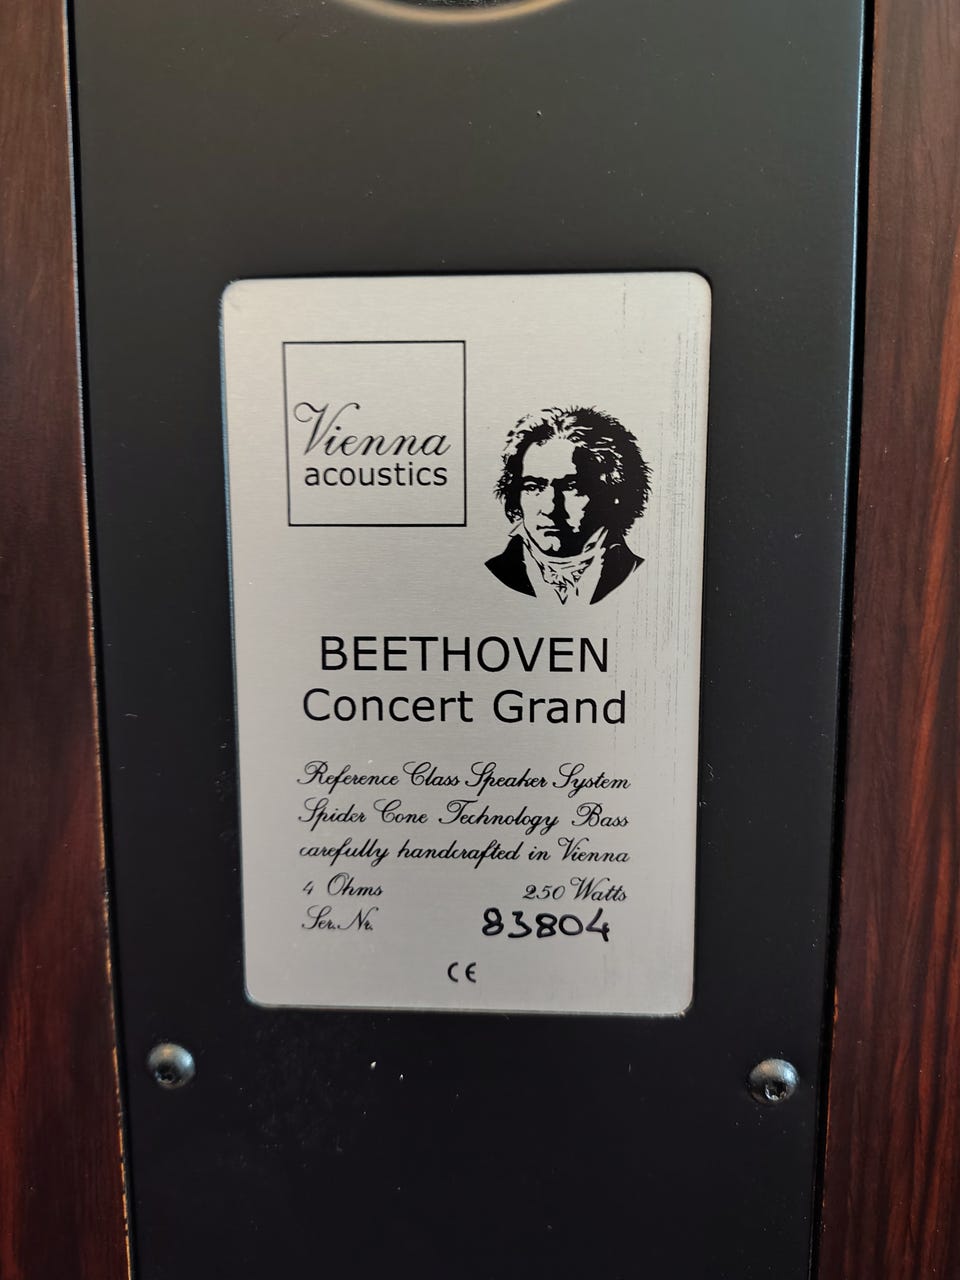 Vienna
acoustics
BEETHOVEN
Concert Grand
Reference Class Speaker System
Spider Cone Technology Bass
carefully handcrafted in Vienna
4 Ohms 250 Watts
Ser. Nr. 83804
CE